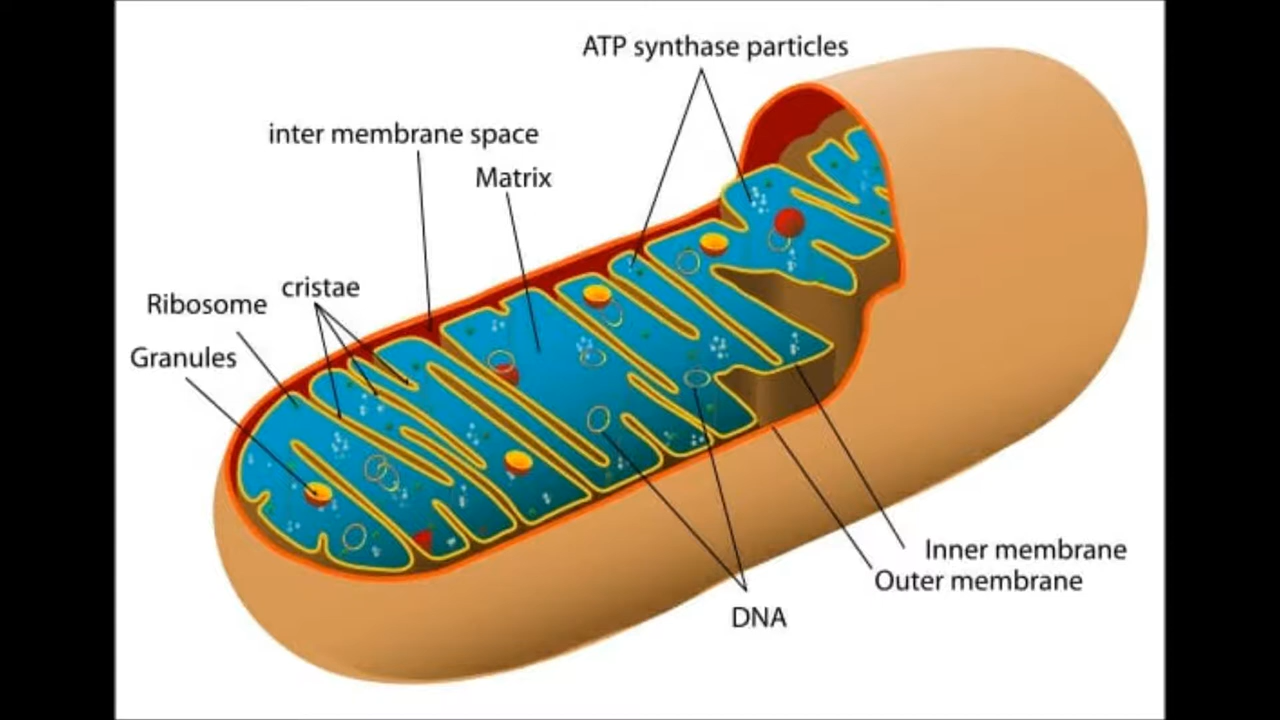 ATP synthase particles
inter membrane space
Matrix
cristae
Ribosome
Granules
Inner membrane
Outer membrane
DNA